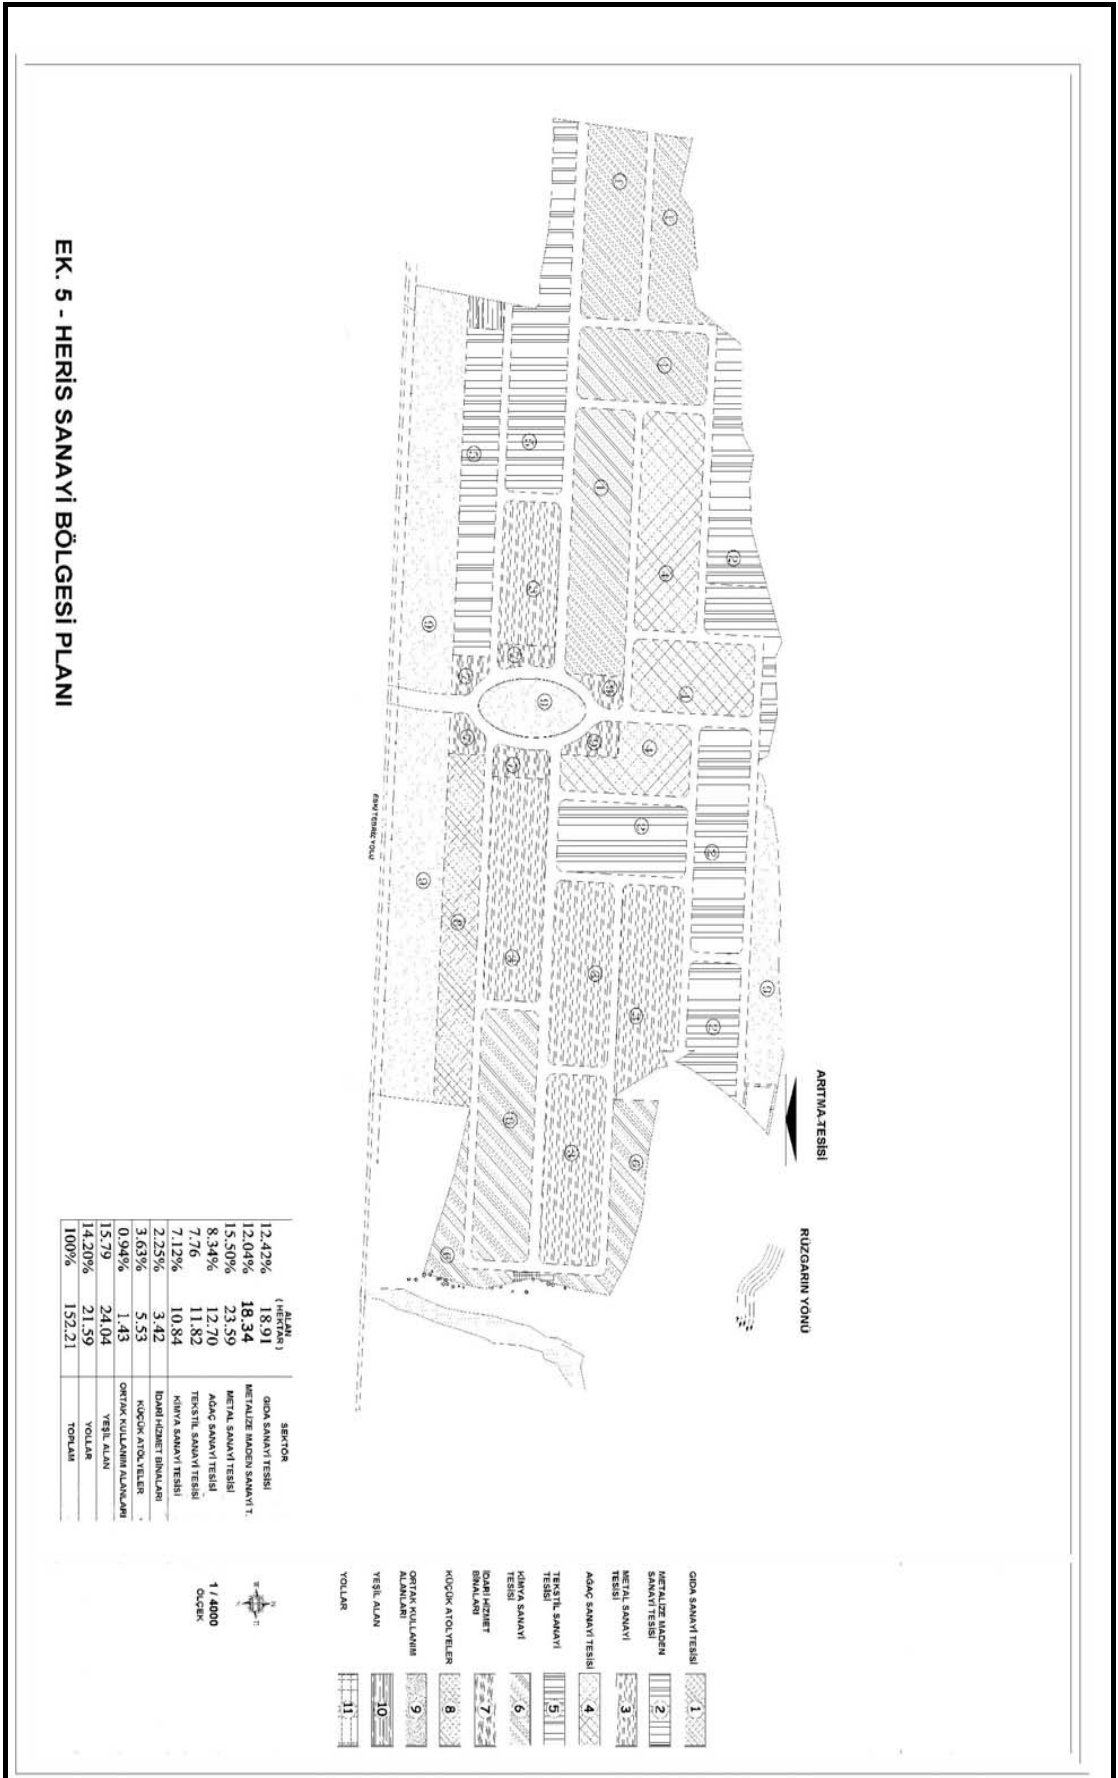 ARITMA TESİSİ
RÜZGARIN YÖNÜ
ESKİ TEBRİZ YOLU
SEKTÖR
ALAN
( HEKTAR )
GIDA SANAYİ TESİSİ 18.91 12.42%
METALİZE MADEN SANAYİ T. 18.34 12.04%
METAL SANAYİ TESİSİ 23.59 15.50%
AĞAÇ SANAYİ TESİSİ 12.70 8.34%
TEKSTİL SANAYİ TESİSİ 11.82 7.76
KİMYA SANAYİ TESİSİ 10.84 7.12%
İDARİ HİZMET BİNALARI 3.42 2.25%
KÜÇÜK ATÖLYELER 5.53 3.63%
ORTAK KULLANIM ALANLARI 1.43 0.94%
YEŞİL ALAN 24.04 15.79
YOLLAR 21.59 14.20%
TOPLAM 152.21 100%
GIDA SANAYİ TESİSİ 1
METALİZE MADEN
SANAYİ TESİSİ 2
METAL SANAYİ
TESİSİ 3
AĞAÇ SANAYİ TESİSİ 4
TEKSTİL SANAYİ
TESİSİ 5
KİMYA SANAYİ
TESİSİ 6
İDARİ HİZMET
BİNALARI 7
KÜÇÜK ATÖLYELER 8
ORTAK KULLANIM
ALANLARI 9
YEŞİL ALAN 10
YOLLAR 11
1 / 4000
ÖLÇEK
EK. 5 - HERİS SANAYİ BÖLGESİ PLANI